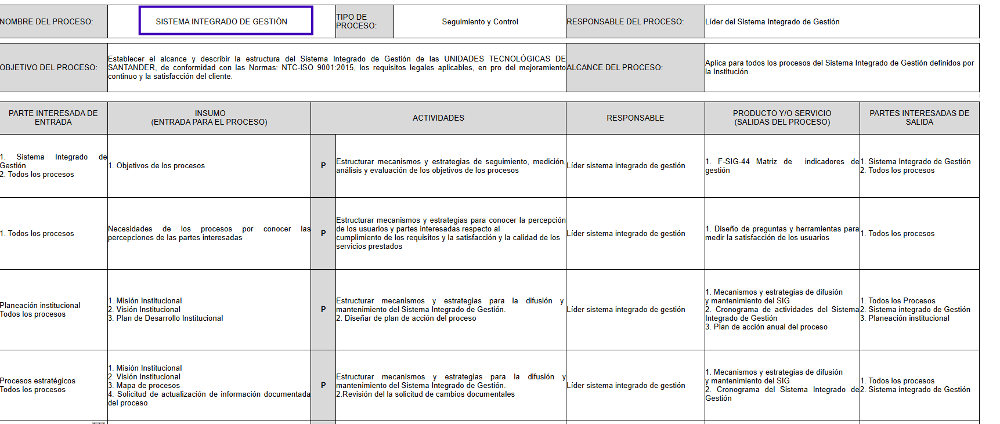 NOMBRE DEL PROCESO:
SISTEMA INTEGRADO DE GESTIÓN
TIPO DE
PROCESO:
Seguimiento y Control
RESPONSABLE DEL PROCESO:
Líder del Sistema Integrado de Gestión
OBJETIVO DEL PROCESO:
Establecer el alcance y describir la estructura del Sistema Integrado de Gestión de las UNIDADES TECNOLÓGICAS DE
SANTANDER, de conformidad con las Normas: NTC-ISO 9001:2015, los requisitos legales aplicables, en pro del mejoramiento
continuo y la satisfacción del cliente.
ALCANCE DEL PROCESO:
Aplica para todos los procesos del Sistema Integrado de Gestión definidos por
la Institución.
PARTE INTERESADA DE
ENTRADA
INSUMO
(ENTRADA PARA EL PROCESO)
ACTIVIDADES
RESPONSABLE
PRODUCTO Y/O SERVICIO
(SALIDAS DEL PROCESO)
PARTES INTERESADAS DE
SALIDA
1. Sistema Integrado de
Gestión
2. Todos los procesos
1. Objetivos de los procesos
P
Estructurar mecanismos y estrategias de seguimiento, medición,
análisis y evaluación de los objetivos de los procesos
Líder sistema integrado de gestión
1. F-SIG-44 Matriz de indicadores de
gestión
1. Sistema Integrado de Gestión
2. Todos los procesos
1. Todos los procesos
Necesidades de los procesos por conocer las
percepciones de las partes interesadas
P
Estructurar mecanismos y estrategias para conocer la percepción
de los usuarios y partes interesadas respecto al
cumplimiento de los requisitos y la satisfacción y la calidad de los
servicios prestados
Líder sistema integrado de gestión
1. Diseño de preguntas y herramientas para
medir la satisfacción de los usuarios
1. Todos los procesos
Planeación institucional
Todos los procesos
1. Misión Institucional
2. Visión Institucional
3. Plan de Desarrollo Institucional
P
Estructurar mecanismos y estrategias para la difusión y
mantenimiento del Sistema Integrado de Gestión.
2. Diseñar de plan de acción del proceso
Líder sistema integrado de gestión
1. Mecanismos y estrategias de difusión
y mantenimiento del SIG
2. Cronograma de actividades del Sistema
Integrado de Gestión
3. Plan de acción anual del proceso
1. Todos los Procesos
2. Sistema integrado de Gestión
3. Planeación institucional
Procesos estratégicos
Todos los procesos
1. Misión Institucional
2. Visión Institucional
3. Mapa de procesos
4. Solicitud de actualización de información documentada
del proceso
P
Estructurar mecanismos y estrategias para la difusión y
mantenimiento del Sistema Integrado de Gestión.
2.Revisión del la solicitud de cambios documentales
Líder sistema integrado de gestión
1. Mecanismos y estrategias de difusión
y mantenimiento del SIG
2. Cronograma del Sistema Integrado de
Gestión
1. Todos los procesos
2. Sistema integrado de Gestión